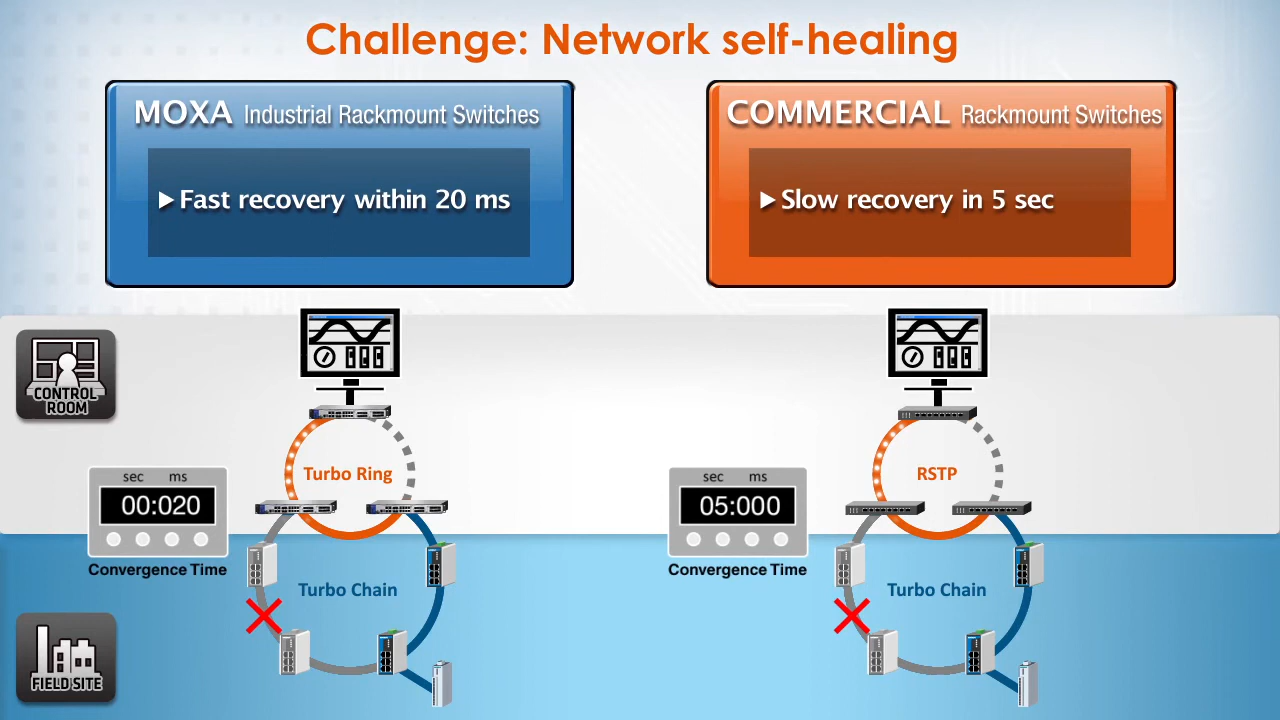 Challenge: Network self-healing
MOXA Industrial Rackmount Switches
Fast recovery within 20 ms
COMMERCIAL Rackmount Switches
Slow recovery in 5 sec
CONTROL
ROOM
Turbo Ring
sec ms
00:020
Convergence Time
Turbo Chain
RSTP
sec ms
05:000
Convergence Time
Turbo Chain
FIELD SITE